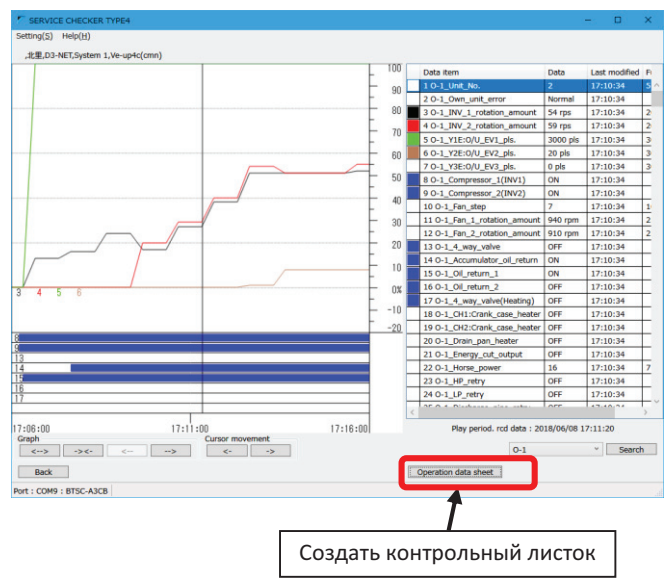 SERVICE CHECKER TYPE4
Setting(S) Help(H)
,北里,D3-NET,System 1,Ve-up4c(cmn)
100
90
80
70
60
50
40
30
20
10
0%
-10
-20
3 4 5 6
8
9
13
14
15
16
17
17:06:00 17:11:00 17:16:00
Data item Data Last modified
1 O-1_Unit_No. 2 17:10:34 5
2 O-1_Own_unit_error Normal 17:10:34
3 O-1_INV_1_rotation_amount 54 rps 17:10:34 2
4 O-1_INV_2_rotation_amount 59 rps 17:10:34 2
5 O-1_Y1E:O/U_EV1_pls. 3000 pls 17:10:34 3
6 O-1_Y2E:O/U_EV2_pls. 20 pls 17:10:34 3
7 O-1_Y3E:O/U_EV3_pls. 0 pls 17:10:34 3
8 O-1_Compressor_1(INV1) ON 17:10:34
9 O-1_Compressor_2(INV2) ON 17:10:34
10 O-1_Fan_step 7 17:10:34 1
11 O-1_Fan_1_rotation_amount 940 rpm 17:10:34 2
12 O-1_Fan_2_rotation_amount 910 rpm 17:10:34 2
13 O-1_4_way_valve OFF 17:10:34
14 O-1_Accumulator_oil_return ON 17:10:34
15 O-1_Oil_return_1 ON 17:10:34
16 O-1_Oil_return_2 OFF 17:10:34
17 O-1_4_way_valve(Heating) OFF 17:10:34
18 O-1_CH1:Crank_case_heater OFF 17:10:34
19 O-1_CH2:Crank_case_heater OFF 17:10:34
20 O-1_Drain_pan_heater OFF 17:10:34
21 O-1_Energy_cut_output OFF 17:10:34
22 O-1_Horse_power 16 17:10:34 7
23 O-1_HP_retry OFF 17:10:34
24 O-1_LP_retry OFF 17:10:34
Play period. rcd data : 2018/06/08 17:11:20
Graph Cursor movement
<--> -><- <-- --> <- ->
O-1 Search
Back Operation data sheet
Port : COM9 : BTSC-A3CB
Создать контрольный листок